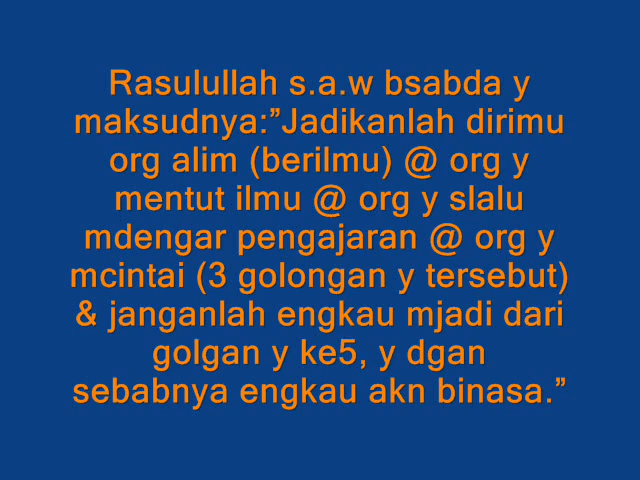 Rasulullah s.a.w bsabda y
maksudnya:”Jadikanlah dirimu
org alim (berilmu) @ org y
mentut ilmu @ org y slalu
mdengar pengajaran @ org y
mcintai (3 golongan y tersebut)
& janganlah engkau mjadi dari
golgan y ke5, y dgan
sebabnya engkau akn binasa.”